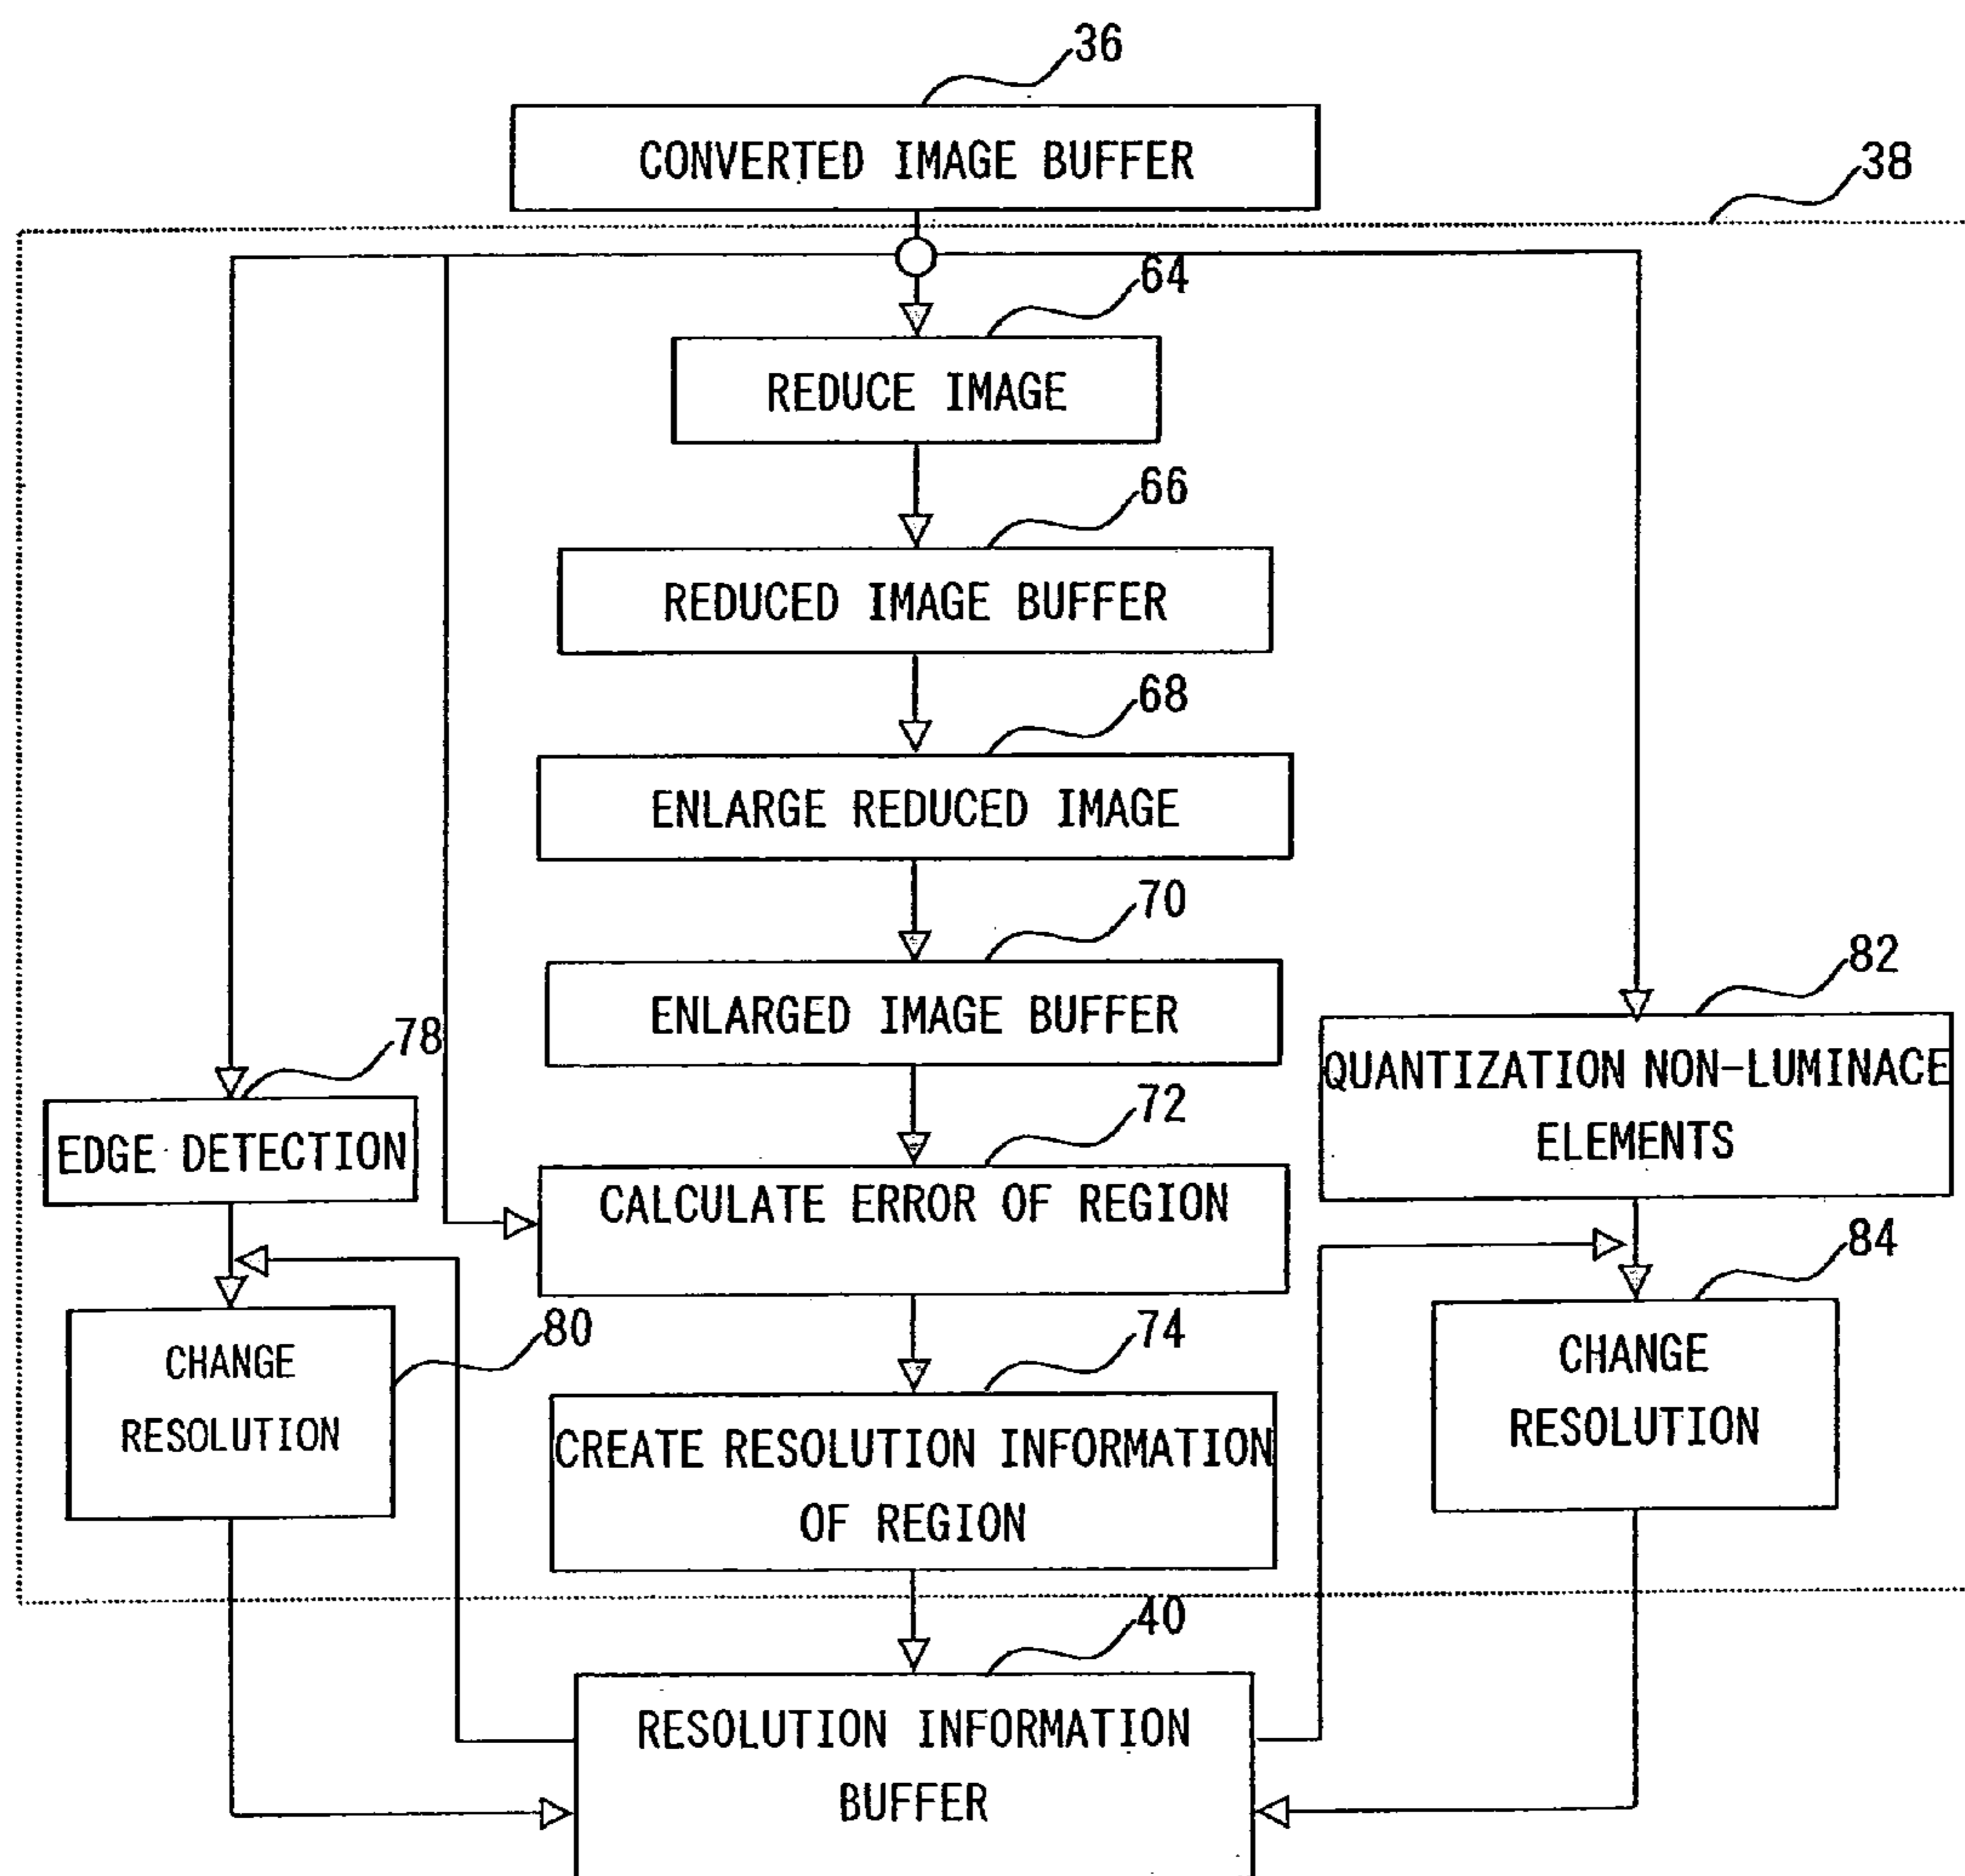 36
CONVERTED IMAGE BUFFER
38
64
REDUCE IMAGE
66
REDUCED IMAGE BUFFER
68
ENLARGE REDUCED IMAGE
70
ENLARGED IMAGE BUFFER
82
QUANTIZATION NON-LUMINACE
ELEMENTS
78
EDGE DETECTION
72
CALCULATE ERROR OF REGION
84
CHANGE
RESOLUTION
80
CHANGE
RESOLUTION
74
CREATE RESOLUTION INFORMATION
OF REGION
40
RESOLUTION INFORMATION
BUFFER